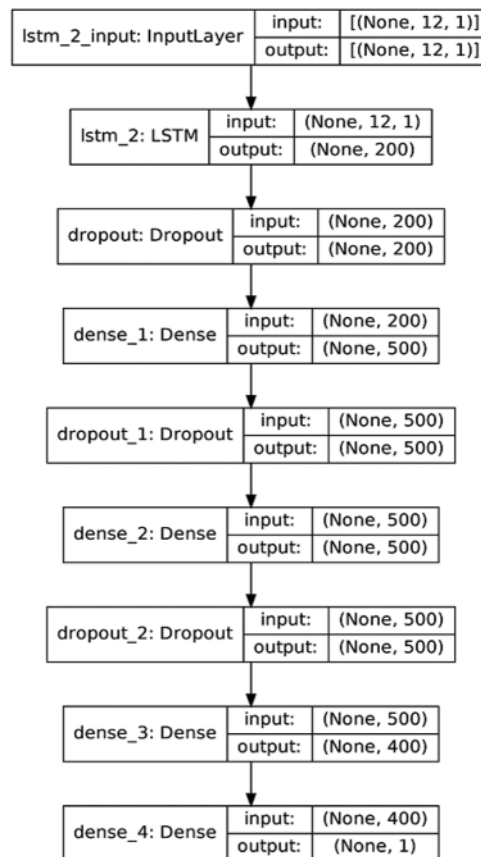 lstm_2_input: InputLayer input: [(None, 12, 1)]
output: [(None, 12, 1)]
lstm_2: LSTM input: (None, 12, 1)
output: (None, 200)
dropout: Dropout input: (None, 200)
output: (None, 200)
dense_1: Dense input: (None, 200)
output: (None, 500)
dropout_1: Dropout input: (None, 500)
output: (None, 500)
dense_2: Dense input: (None, 500)
output: (None, 500)
dropout_2: Dropout input: (None, 500)
output: (None, 500)
dense_3: Dense input: (None, 500)
output: (None, 400)
dense_4: Dense input: (None, 400)
output: (None, 1)